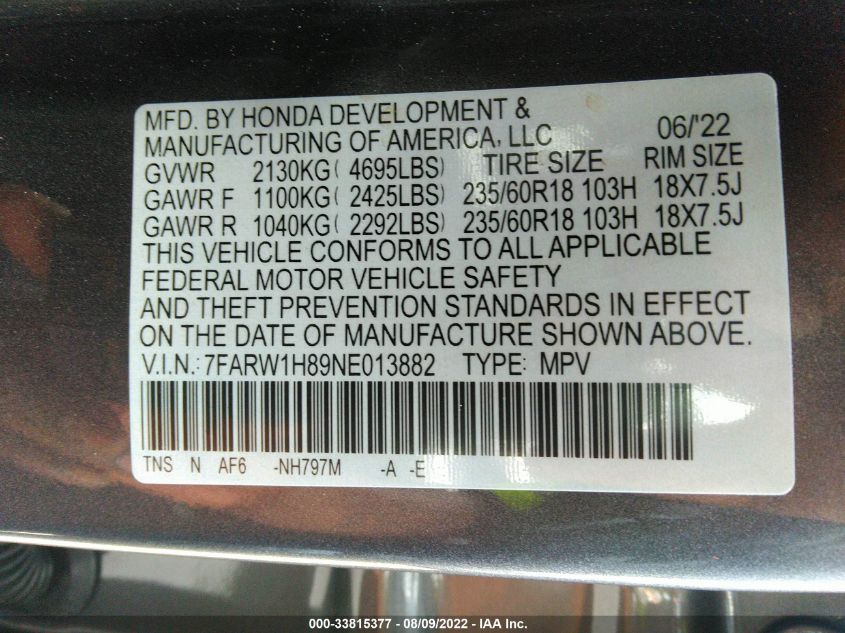 MFD. BY HONDA DEVELOPMENT &
MANUFACTURING OF AMERICA, LLC 06/'22
GVWR 2130KG( 4695LBS) TIRE SIZE RIM SIZE
GAWR F 1100KG( 2425LBS) 235/60R18 103H 18X7.5J
GAWR R 1040KG( 2292LBS) 235/60R18 103H 18X7.5J
THIS VEHICLE CONFORMS TO ALL APPLICABLE
FEDERAL MOTOR VEHICLE SAFETY
AND THEFT PREVENTION STANDARDS IN EFFECT
ON THE DATE OF MANUFACTURE SHOWN ABOVE.
V.I.N.: 7FARW1H89NE013882 TYPE: MPV
TNS N AF6 -NH797M -A -E
000-33815377 - 08/09/2022 - IAA Inc.